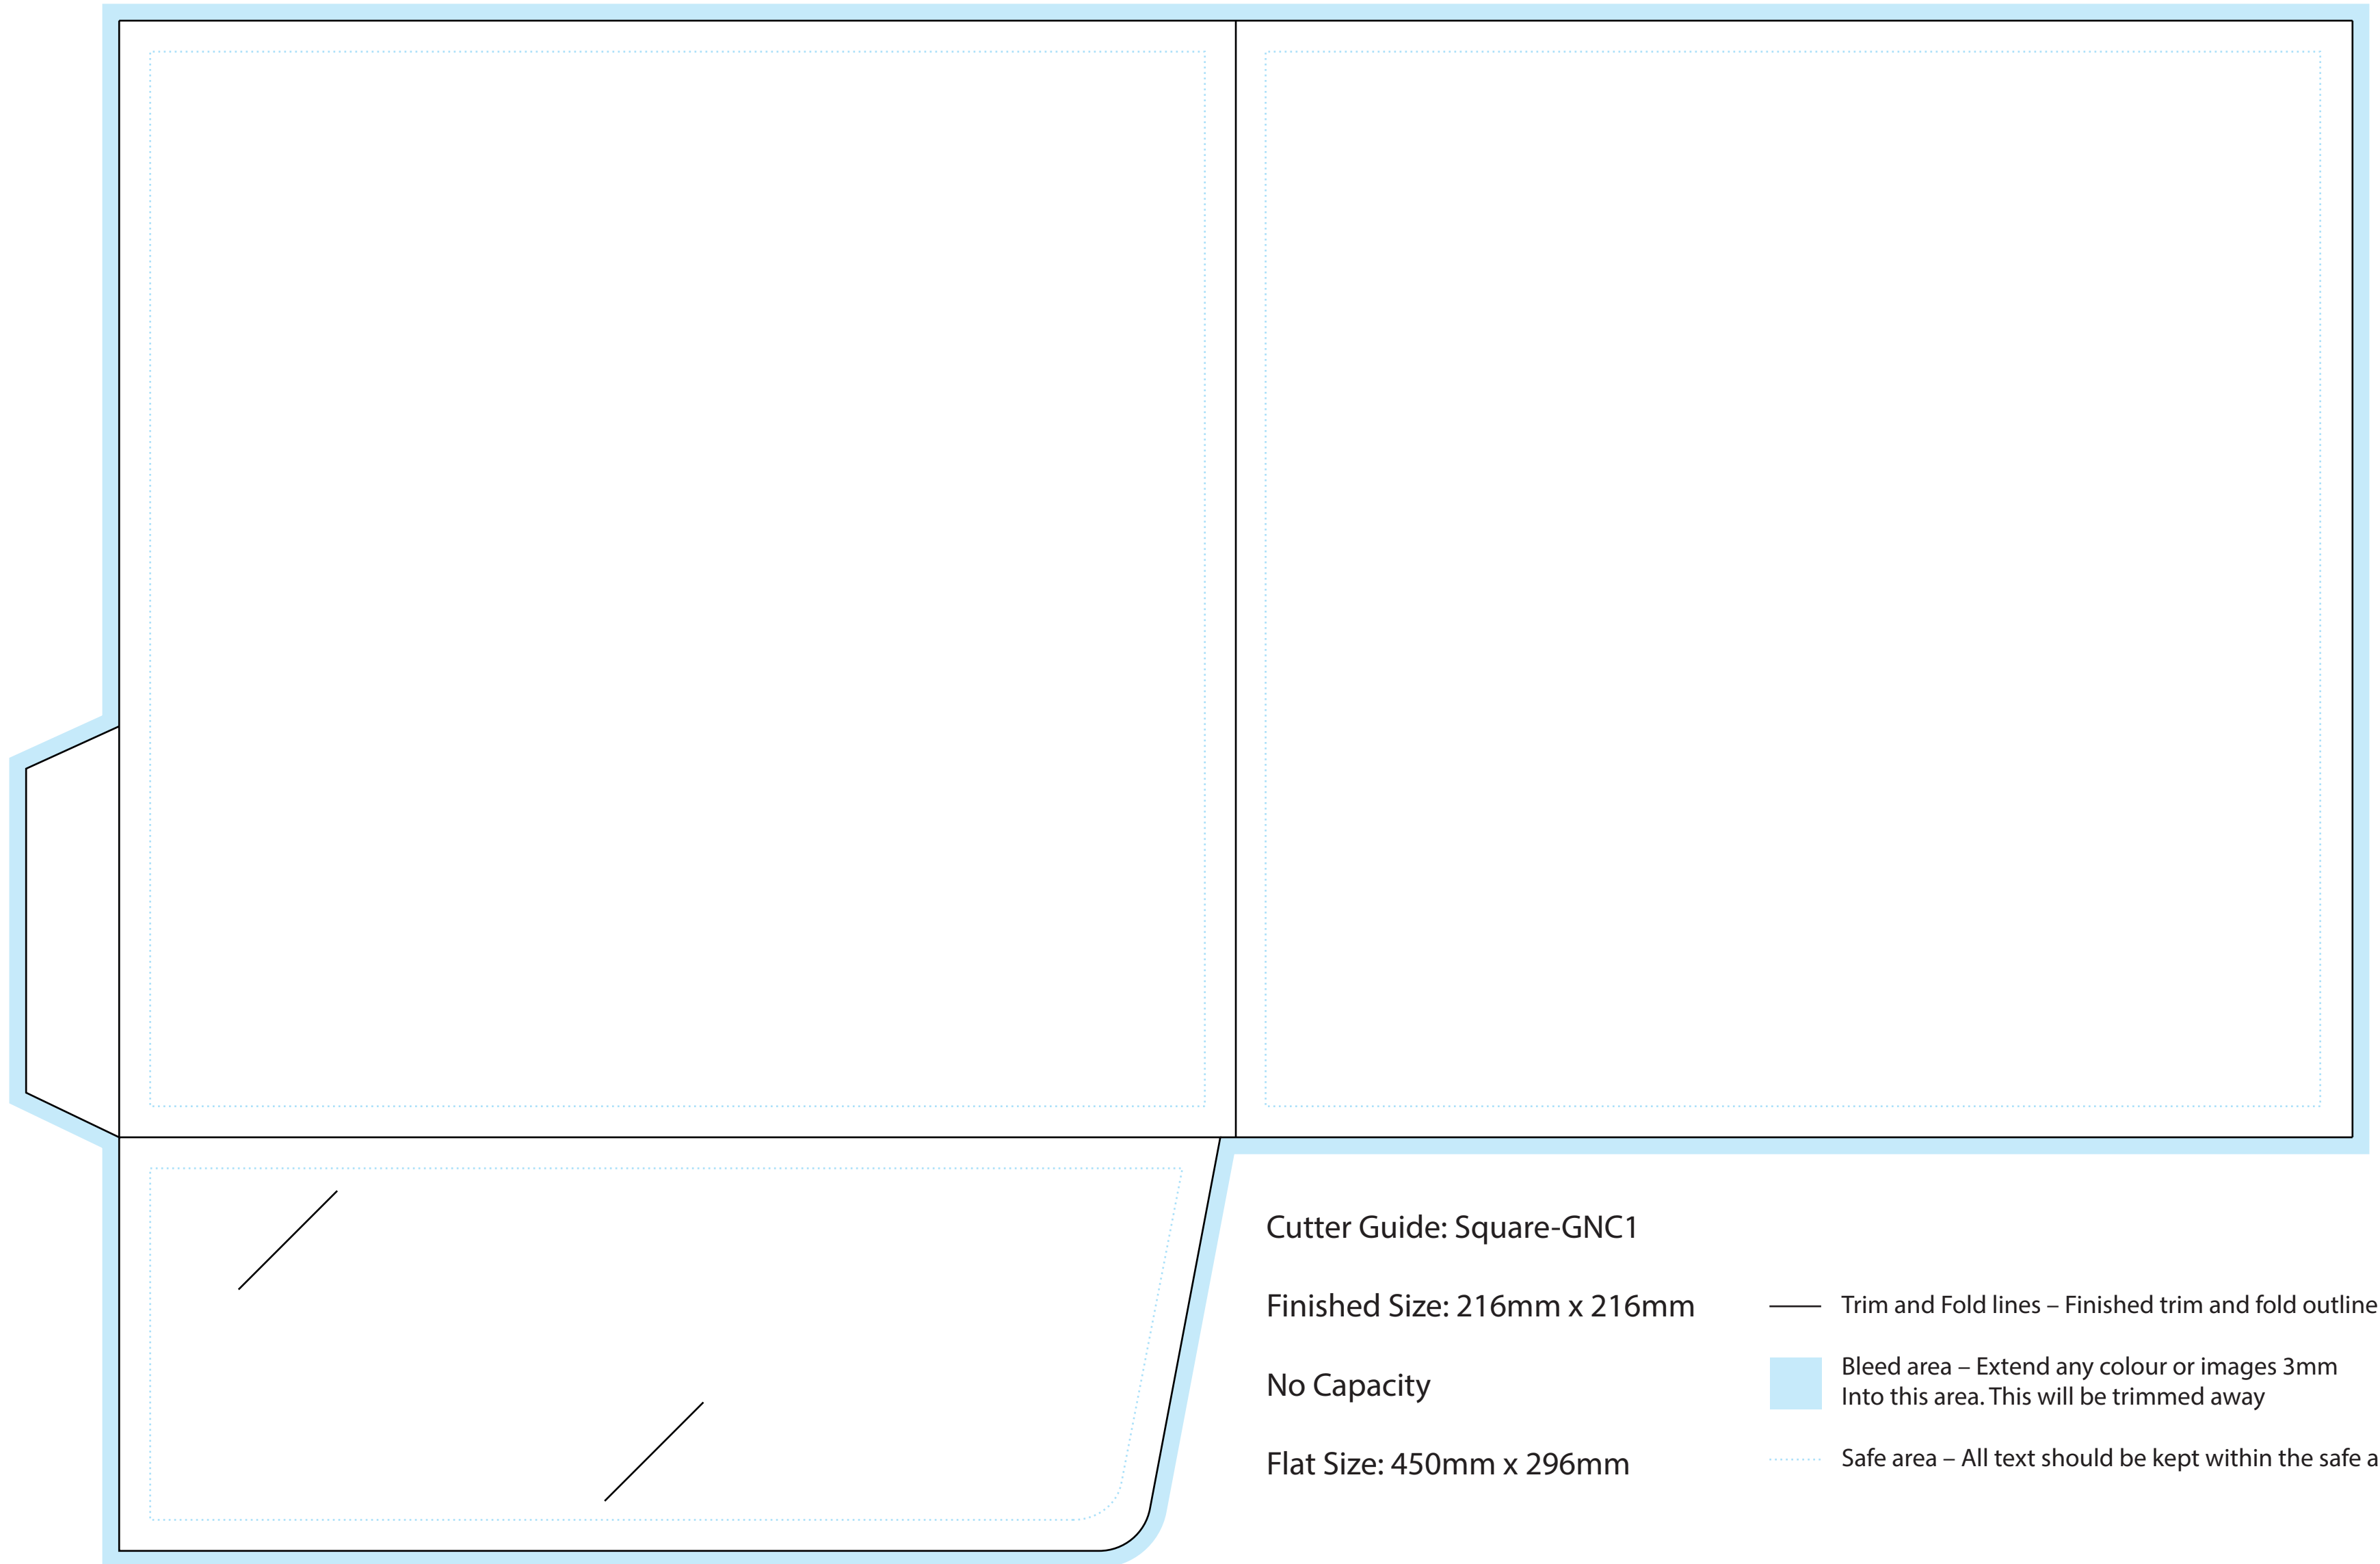 Cutter Guide: Square-GNC1
Finished Size: 216mm x 216mm
No Capacity
Flat Size: 450mm x 296mm
Trim and Fold lines – Finished trim and fold outline
Bleed area – Extend any colour or images 3mm
Into this area. This will be trimmed away
Safe area – All text should be kept within the safe a